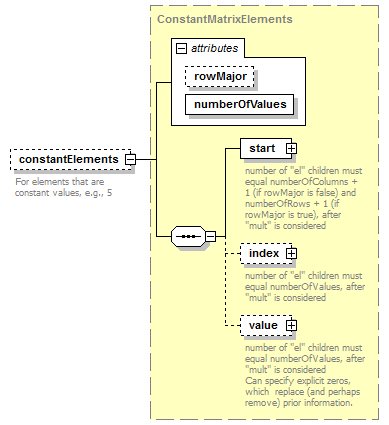 ConstantMatrixElements
attributes
rowMajor
numberOfValues
constantElements
For elements that are
constant values, e.g., 5
start
number of "el" children must
equal numberOfColumns +
1 (if rowMajor is false) and
numberOfRows + 1 (if
rowMajor is true), after
"mult" is considered
index
number of "el" children must
equal numberOfValues, after
"mult" is considered
value
number of "el" children must
equal numberOfValues, after
"mult" is considered
Can specify explicit zeros,
which  replace (and perhaps
remove) prior information.